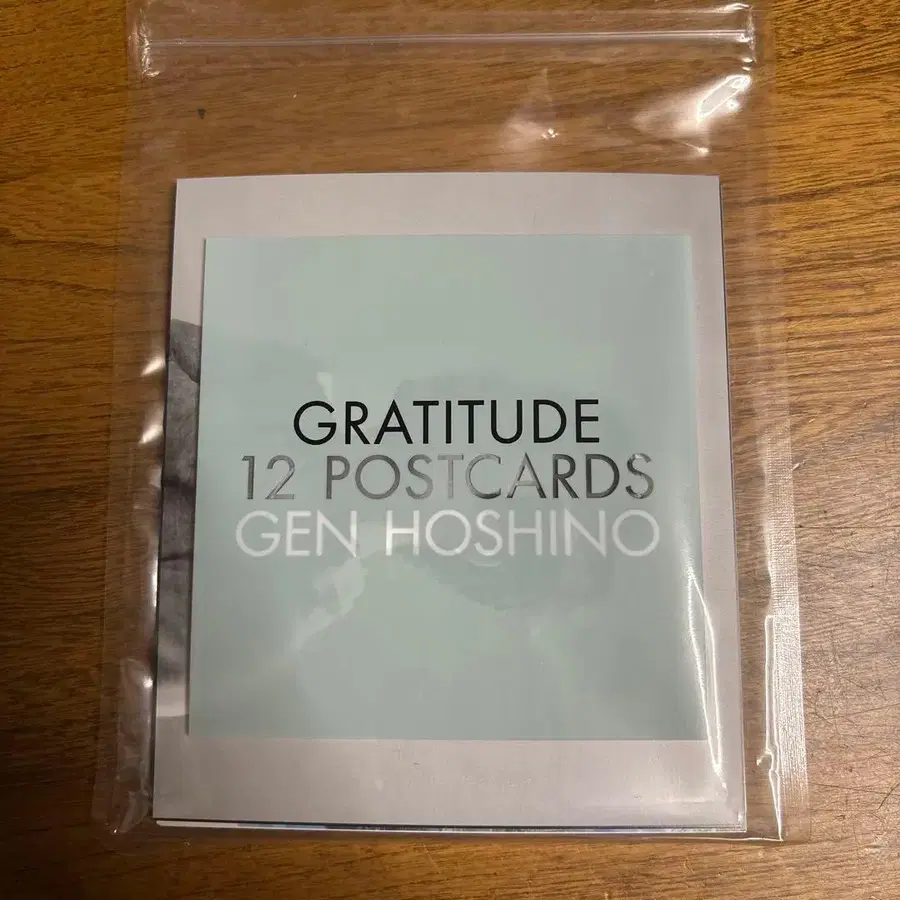 GRATITUDE
12 POSTCARDS
GEN HOSHINO